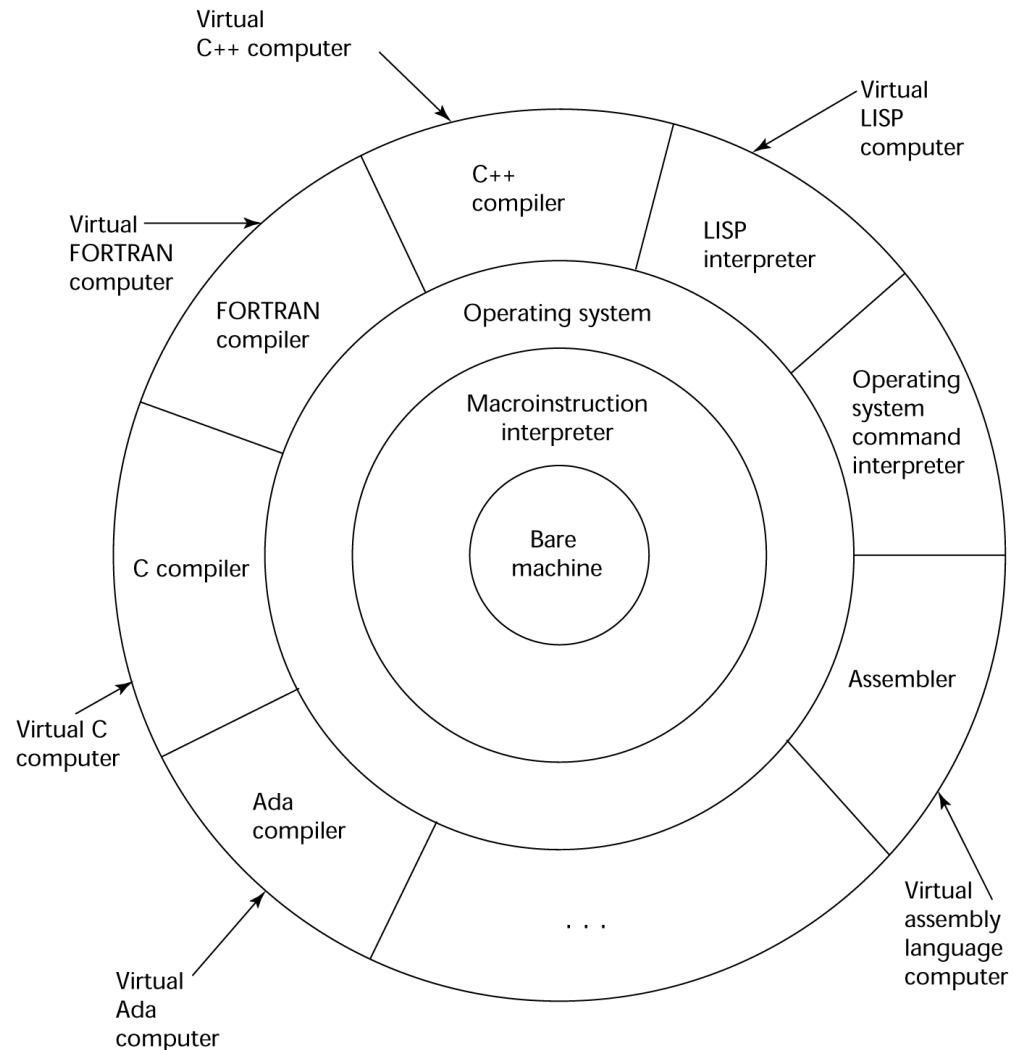 Virtual
C++ computer
Virtual
LISP
computer
C++
compiler
Virtual
FORTRAN
computer
LISP
interpreter
FORTRAN
compiler
Operating system
Operating
system
command
interpreter
Macroinstruction
interpreter
Bare
machine
C compiler
Assembler
Virtual C
computer
Ada
compiler
. . .
Virtual
assembly
language
computer
Virtual
Ada
computer